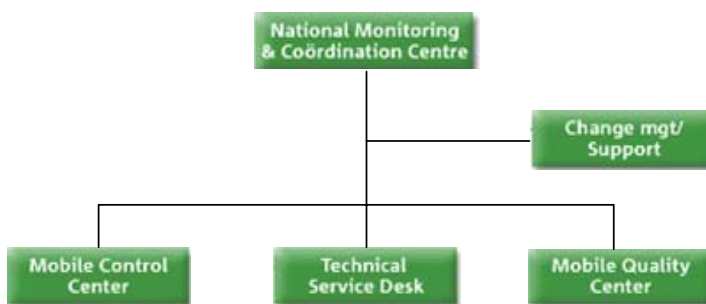 National Monitoring
& Coördination Centre
Change mgt/
Support
Mobile Control
Center
Technical
Service Desk
Mobile Quality
Center